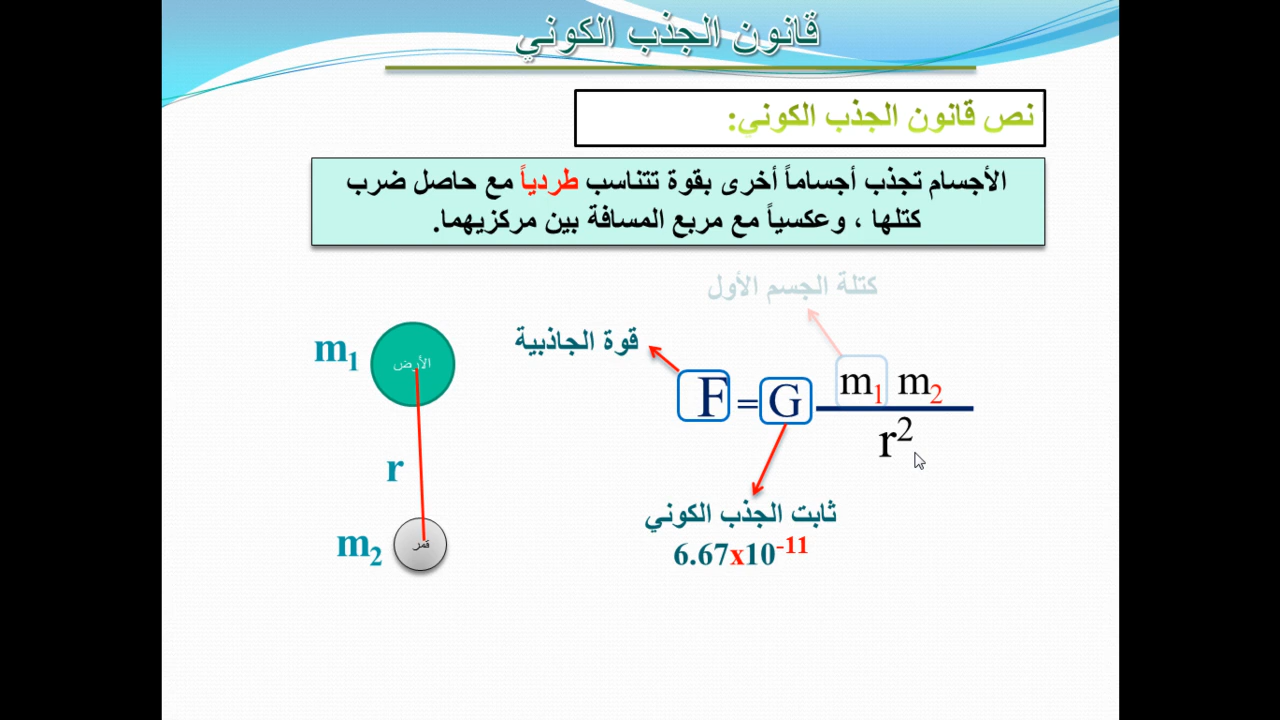 قانون الجذب الكوني
نص قانون الجذب الكوني:
الأجسام تجذب أجساماً أخرى بقوة تتناسب طردياً مع حاصل ضرب
كتلها ، وعكسياً مع مربع المسافة بين مركزيهما.
كتلة الجسم الأول
قوة الجاذبية
F = G m₁ m₂
r²
ثابت الجذب الكوني
6.67x10⁻¹¹
m₁
الأرض
r
m₂
قمر